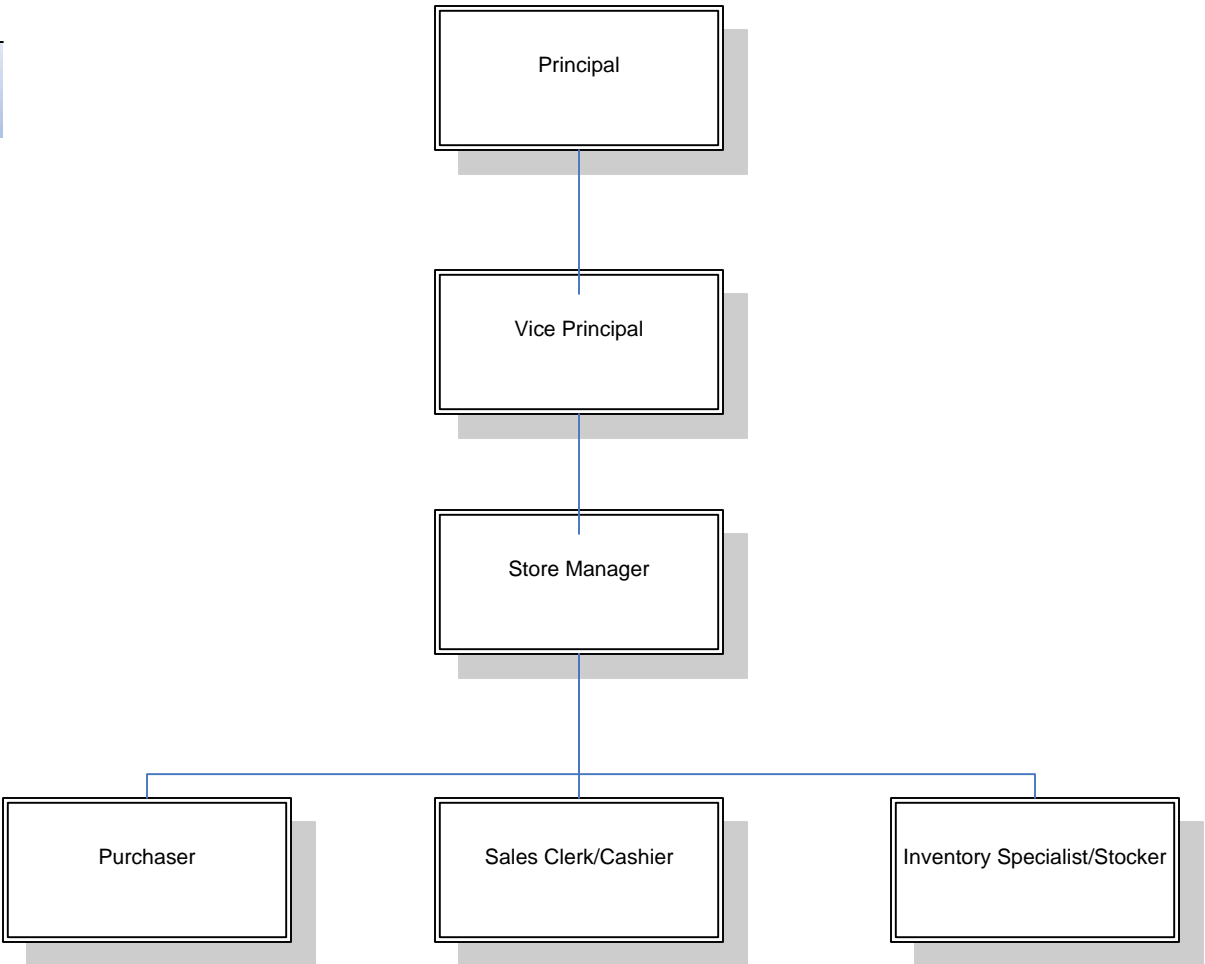 Principal
Vice Principal
Store Manager
Purchaser
Sales Clerk/Cashier
Inventory Specialist/Stocker